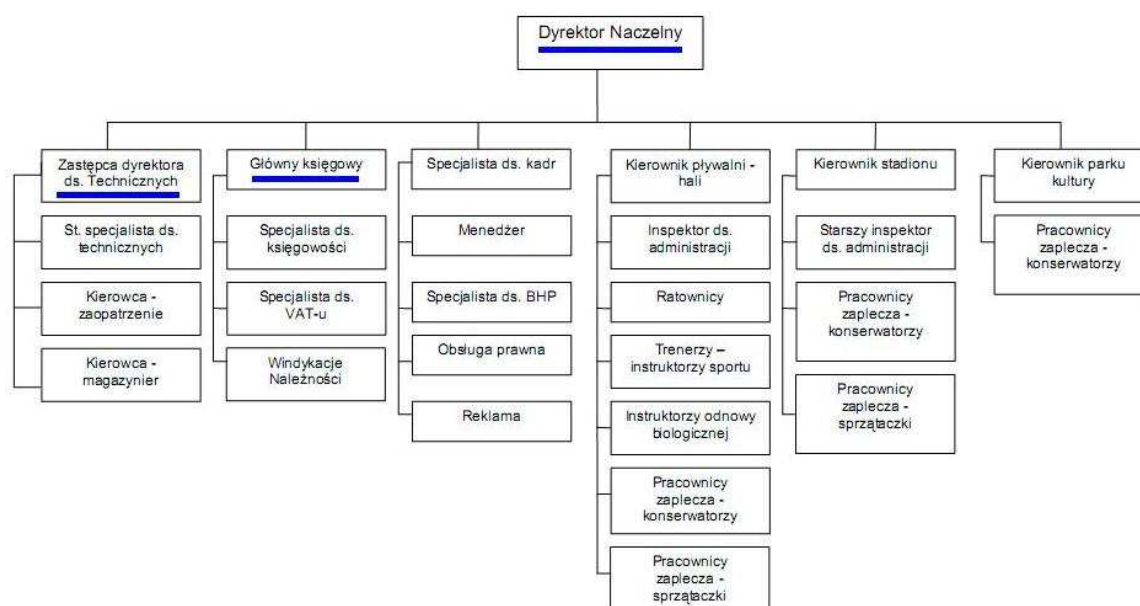 Dyrektor Naczelny
Zastępca dyrektora
ds. Technicznych
St. specjalista ds.
technicznych
Kierowca -
zaopatrzenie
Kierowca -
magazynier
Główny księgowy
Specjalista ds.
księgowości
Specjalista ds.
VAT-u
Windykacje
Należności
Specjalista ds. kadr
Menedżer
Specjalista ds. BHP
Obsługa prawna
Reklama
Kierownik pływalni -
hali
Inspektor ds.
administracji
Ratownicy
Trenerzy –
instruktorzy sportu
Instruktorzy odnowy
biologicznej
Pracownicy
zaplecza -
konserwatorzy
Pracownicy
zaplecza -
sprzątaczki
Kierownik stadionu
Starszy inspektor
ds. administracji
Pracownicy
zaplecza -
konserwatorzy
Pracownicy
zaplecza -
sprzątaczki
Kierownik parku
kultury
Pracownicy
zaplecza -
konserwatorzy